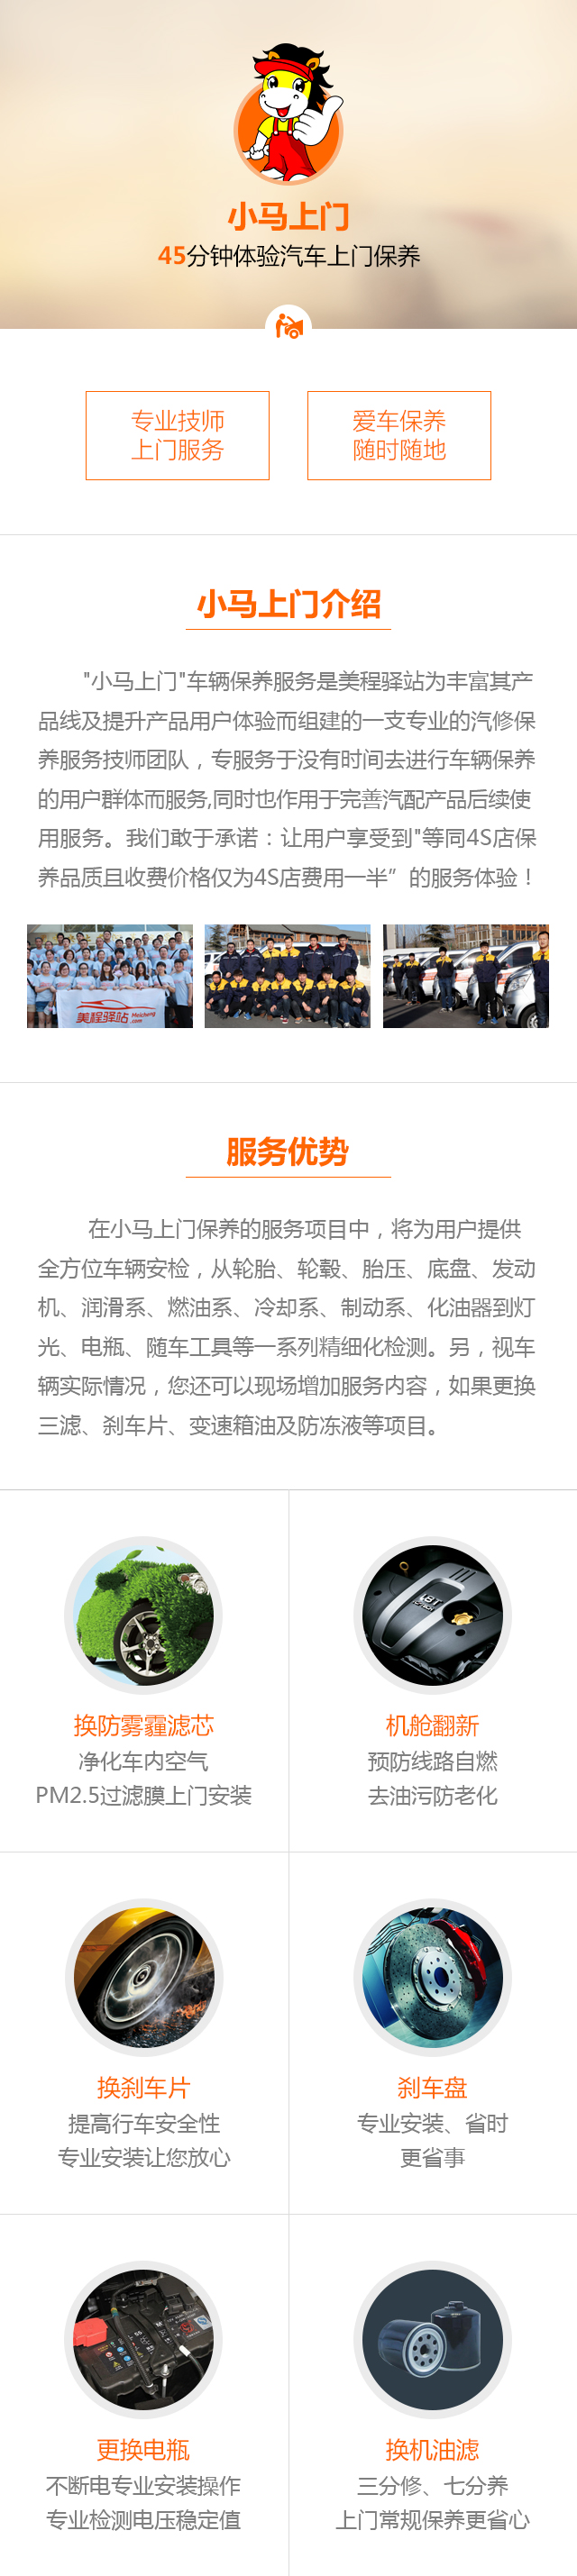 小马上门
45分钟体验汽车上门保养
专业技师
上门服务
爱车保养
随时随地
小马上门介绍
"小马上门"车辆保养服务是美程驿站为丰富其产
品线及提升产品用户体验而组建的一支专业的汽修保
养服务技师团队，专服务于没有时间去进行车辆保养
的用户群体而服务,同时也作用于完善汽配产品后续使
用服务。我们敢于承诺：让用户享受到"等同4S店保
养品质且收费价格仅为4S店费用一半”的服务体验！
美程驿站 Meicheng
.com
服务优势
在小马上门保养的服务项目中，将为用户提供
全方位车辆安检，从轮胎、轮毂、胎压、底盘、发动
机、润滑系、燃油系、冷却系、制动系、化油器到灯
光、电瓶、随车工具等一系列精细化检测。另，视车
辆实际情况，您还可以现场增加服务内容，如果更换
三滤、刹车片、变速箱油及防冻液等项目。
换防雾霾滤芯
净化车内空气
PM2.5过滤膜上门安装
机舱翻新
预防线路自燃
去油污防老化
换刹车片
提高行车安全性
专业安装让您放心
刹车盘
专业安装、省时
更省事
更换电瓶
不断电专业安装操作
专业检测电压稳定值
换机油滤
三分修、七分养
上门常规保养更省心